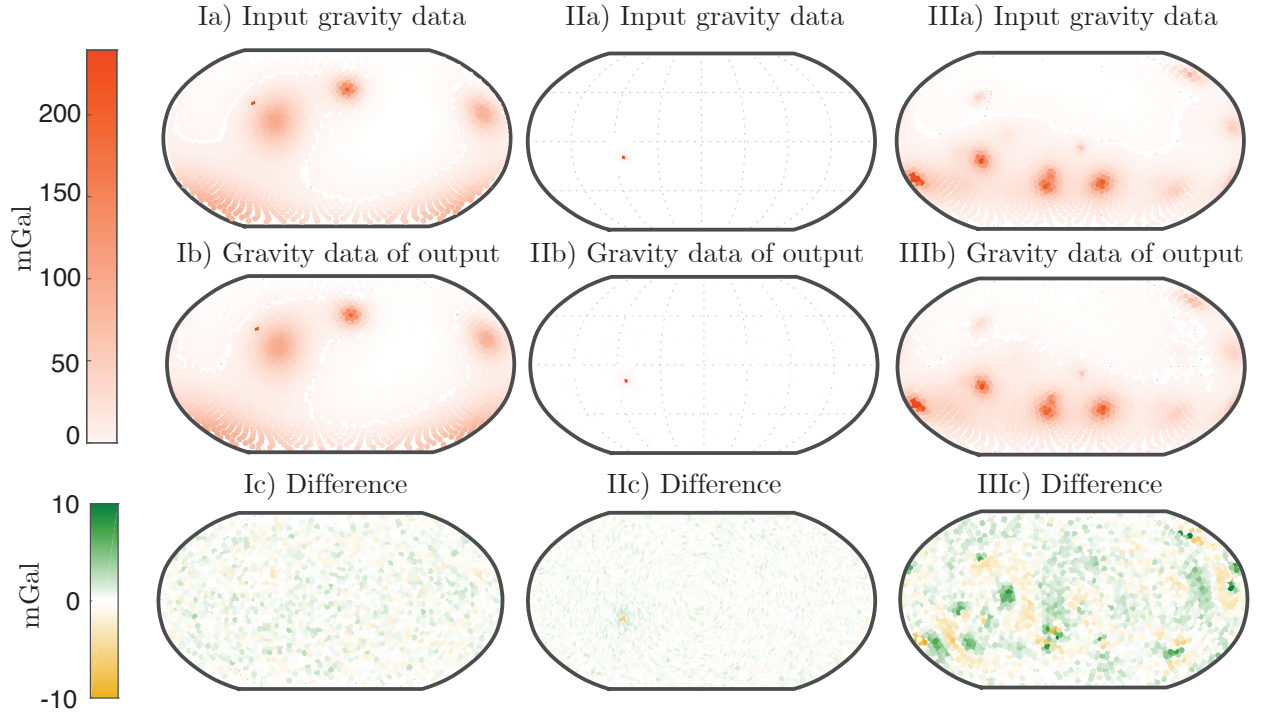 Ia) Input gravity data
IIa) Input gravity data
IIIa) Input gravity data
200
150
100
50
0
mGal
Ib) Gravity data of output
IIb) Gravity data of output
IIIb) Gravity data of output
Ic) Difference
IIc) Difference
IIIc) Difference
10
0
-10
mGal